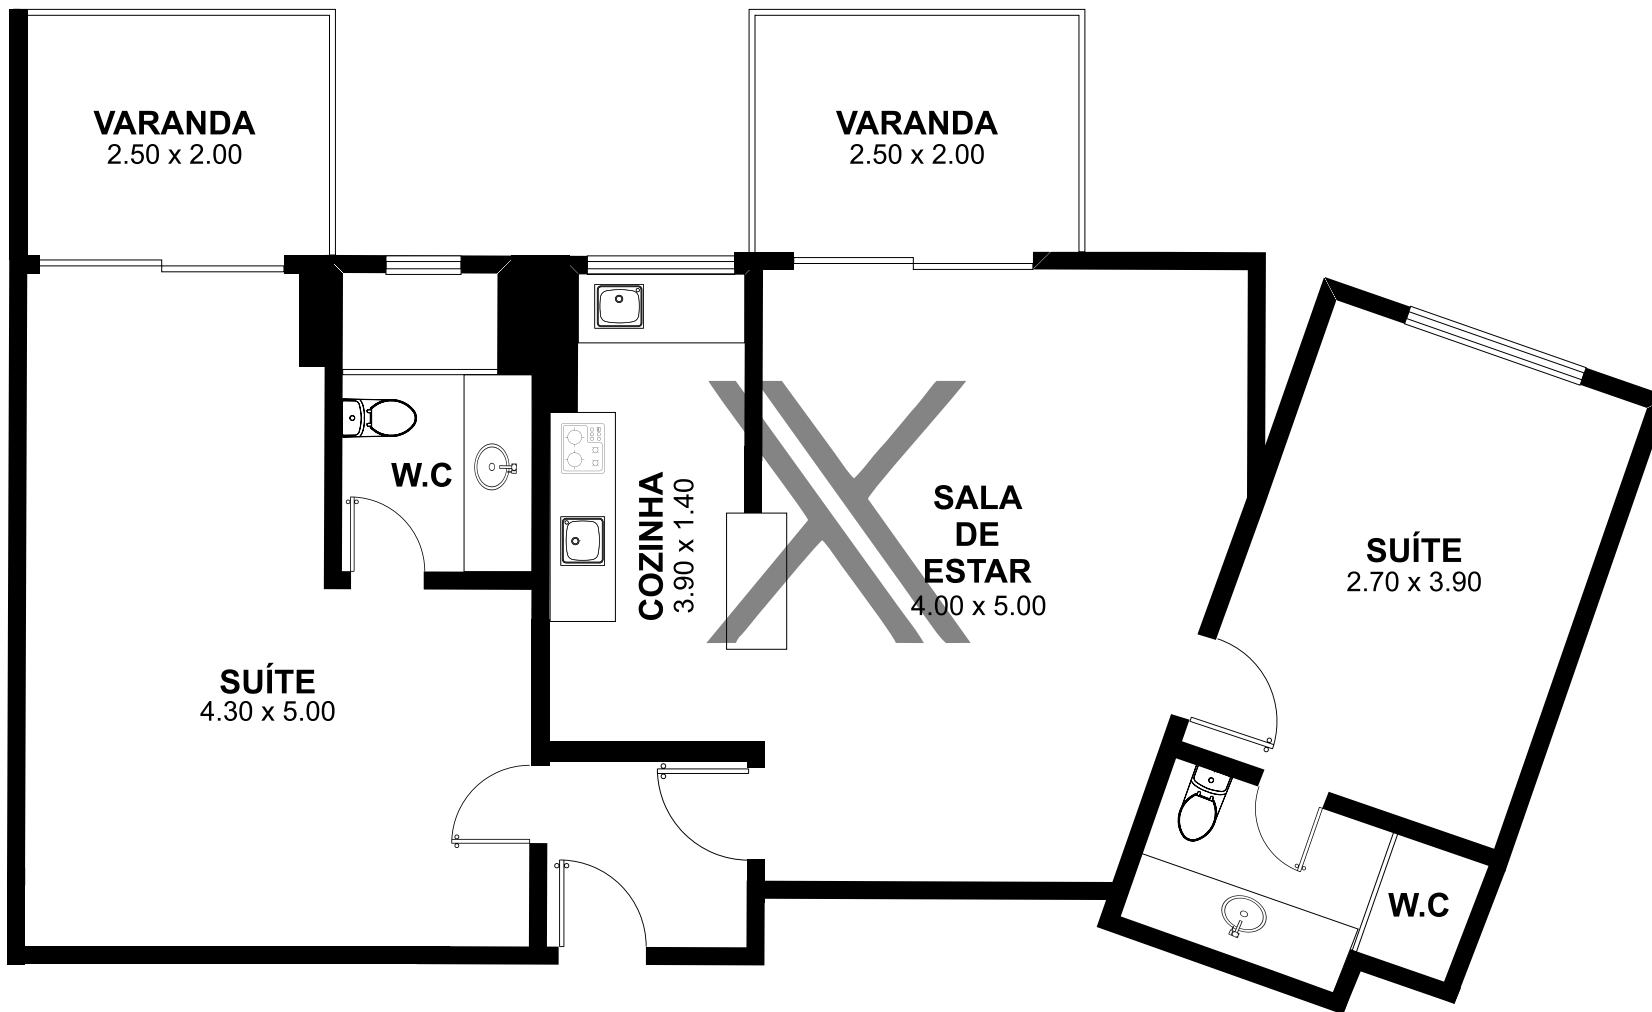 VARANDA
2.50 x 2.00
VARANDA
2.50 x 2.00
W.C
COZINHA
3.90 x 1.40
SALA
DE
ESTAR
4.00 x 5.00
SUÍTE
2.70 x 3.90
SUÍTE
4.30 x 5.00
W.C